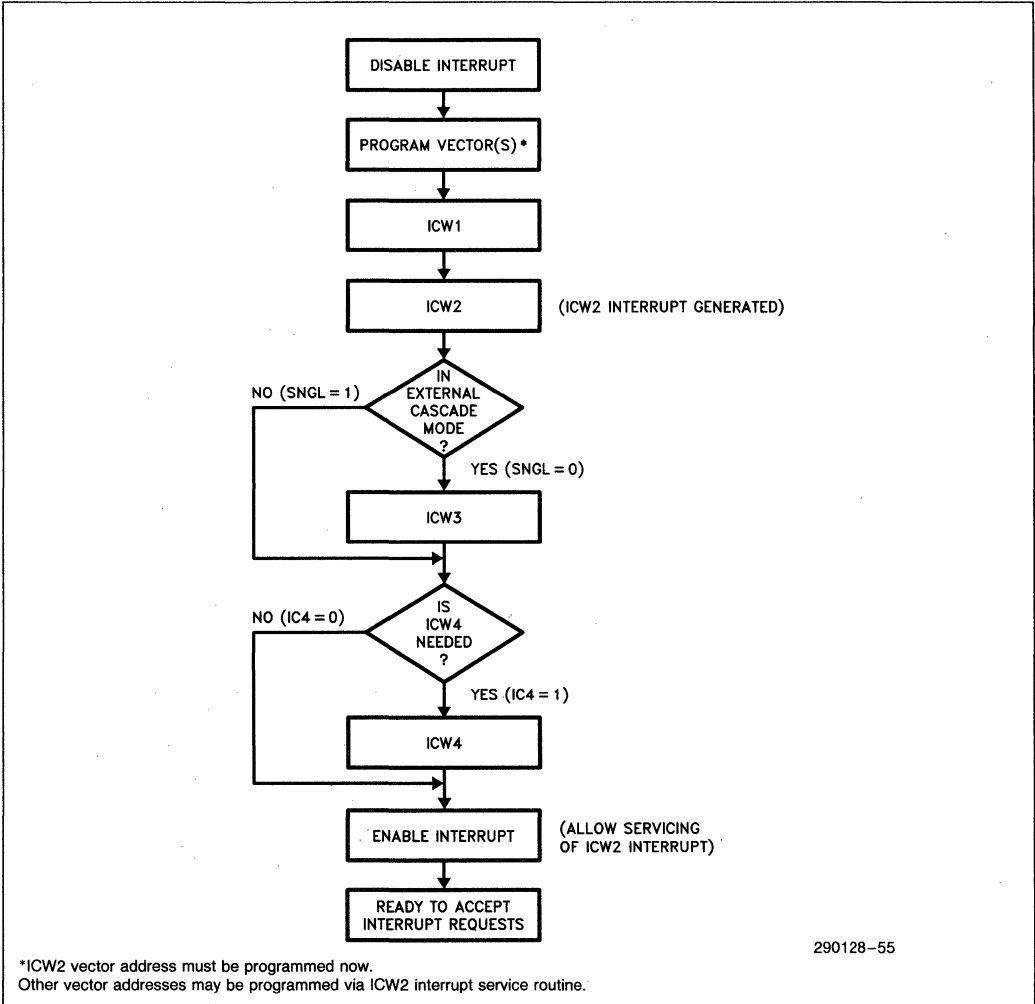 DISABLE INTERRUPT
PROGRAM VECTOR(S)*
ICW1
ICW2
(ICW2 INTERRUPT GENERATED)
IN
EXTERNAL
CASCADE
MODE
?
NO (SNGL = 1)
YES (SNGL = 0)
ICW3
IS
ICW4
NEEDED
?
NO (IC4 = 0)
YES (IC4 = 1)
ICW4
ENABLE INTERRUPT
(ALLOW SERVICING
OF ICW2 INTERRUPT)
READY TO ACCEPT
INTERRUPT REQUESTS
290128-55
*ICW2 vector address must be programmed now.
Other vector addresses may be programmed via ICW2 interrupt service routine.